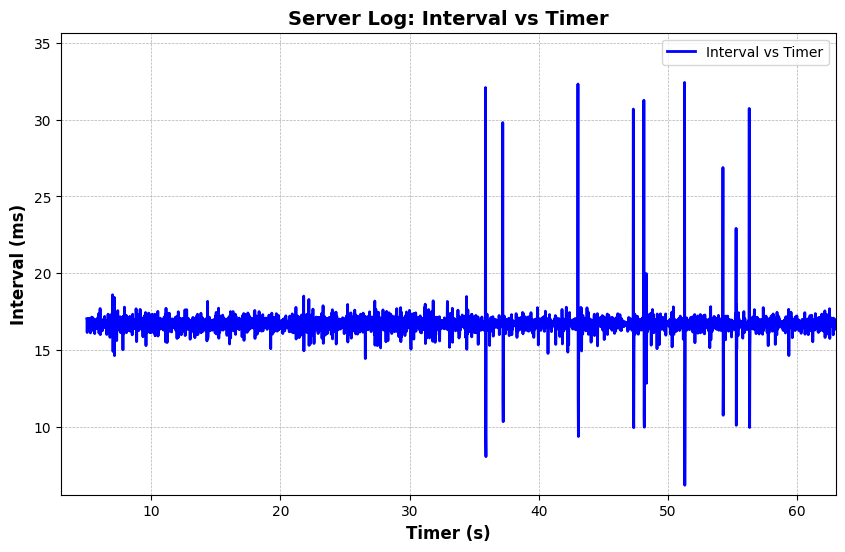 Server Log: Interval vs Timer
Interval vs Timer
35
30
25
20
15
10
Interval (ms)
10 20 30 40 50 60
Timer (s)